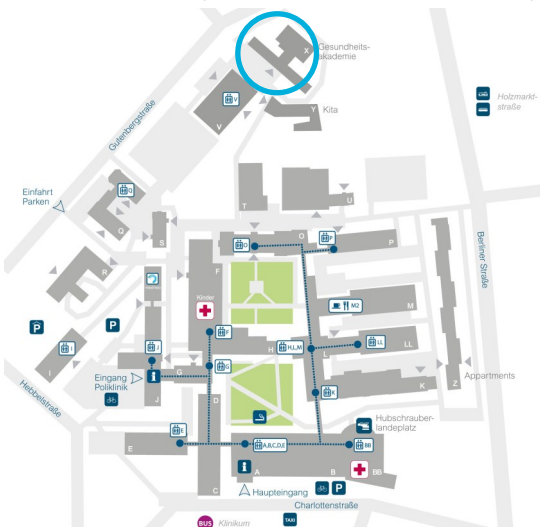 Gesundheits-
akademie
X
V
V
Y
Kita
Holzmarkt-
straße
Gutenbergstraße
Einfahrt
Parken
Q
Q
T
U
S
O
O
P
P
R
F
Berliner Straße
Kinder
P
P
M2
M
I
I
J
F
H
H,L,M
L
LL
LL
G
G
Eingang
Poliklinik
i
J
D
K
K
Z
Appartments
Hebbelstraße
Hubschrauber-
landeplatz
E
E
A,B,C,D,E
BB
i
A
B
BB
C
Haupteingang
P
Charlottenstraße
BUS
Klinikum
TAXI